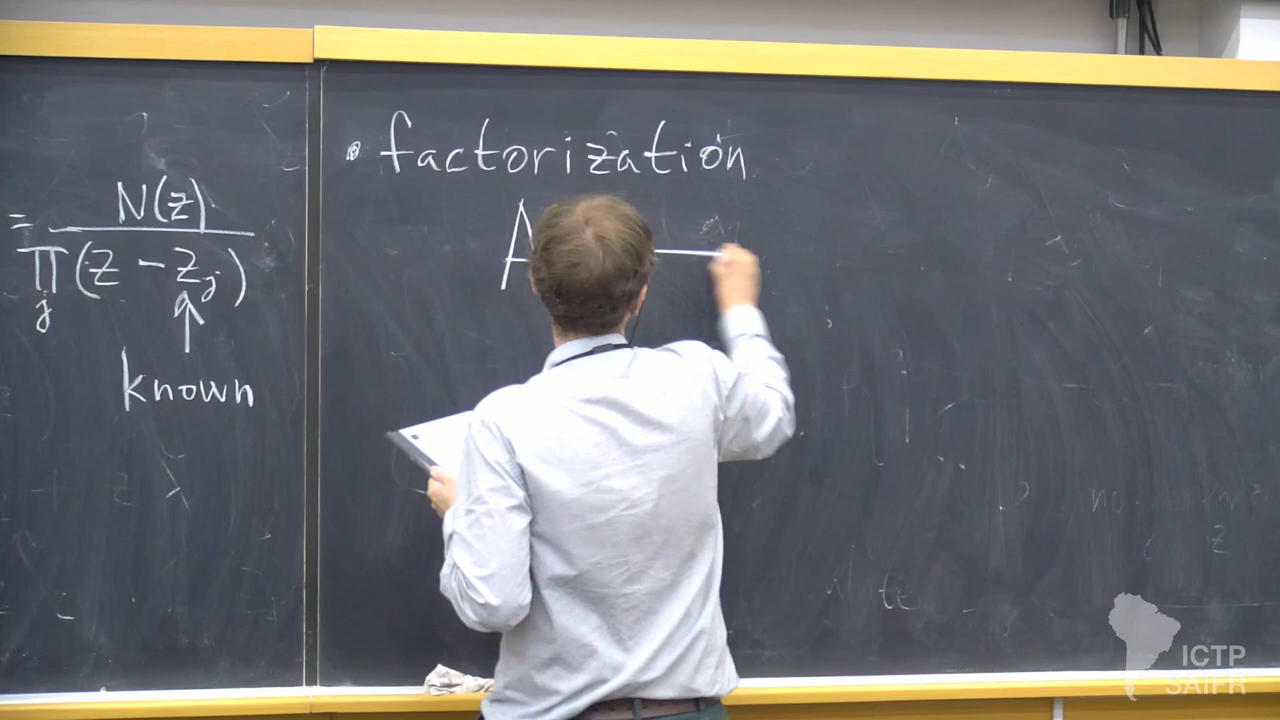 = N(z)
∏ (z - z_j)
j
known
• factorization
A
ICTP
SAIFR